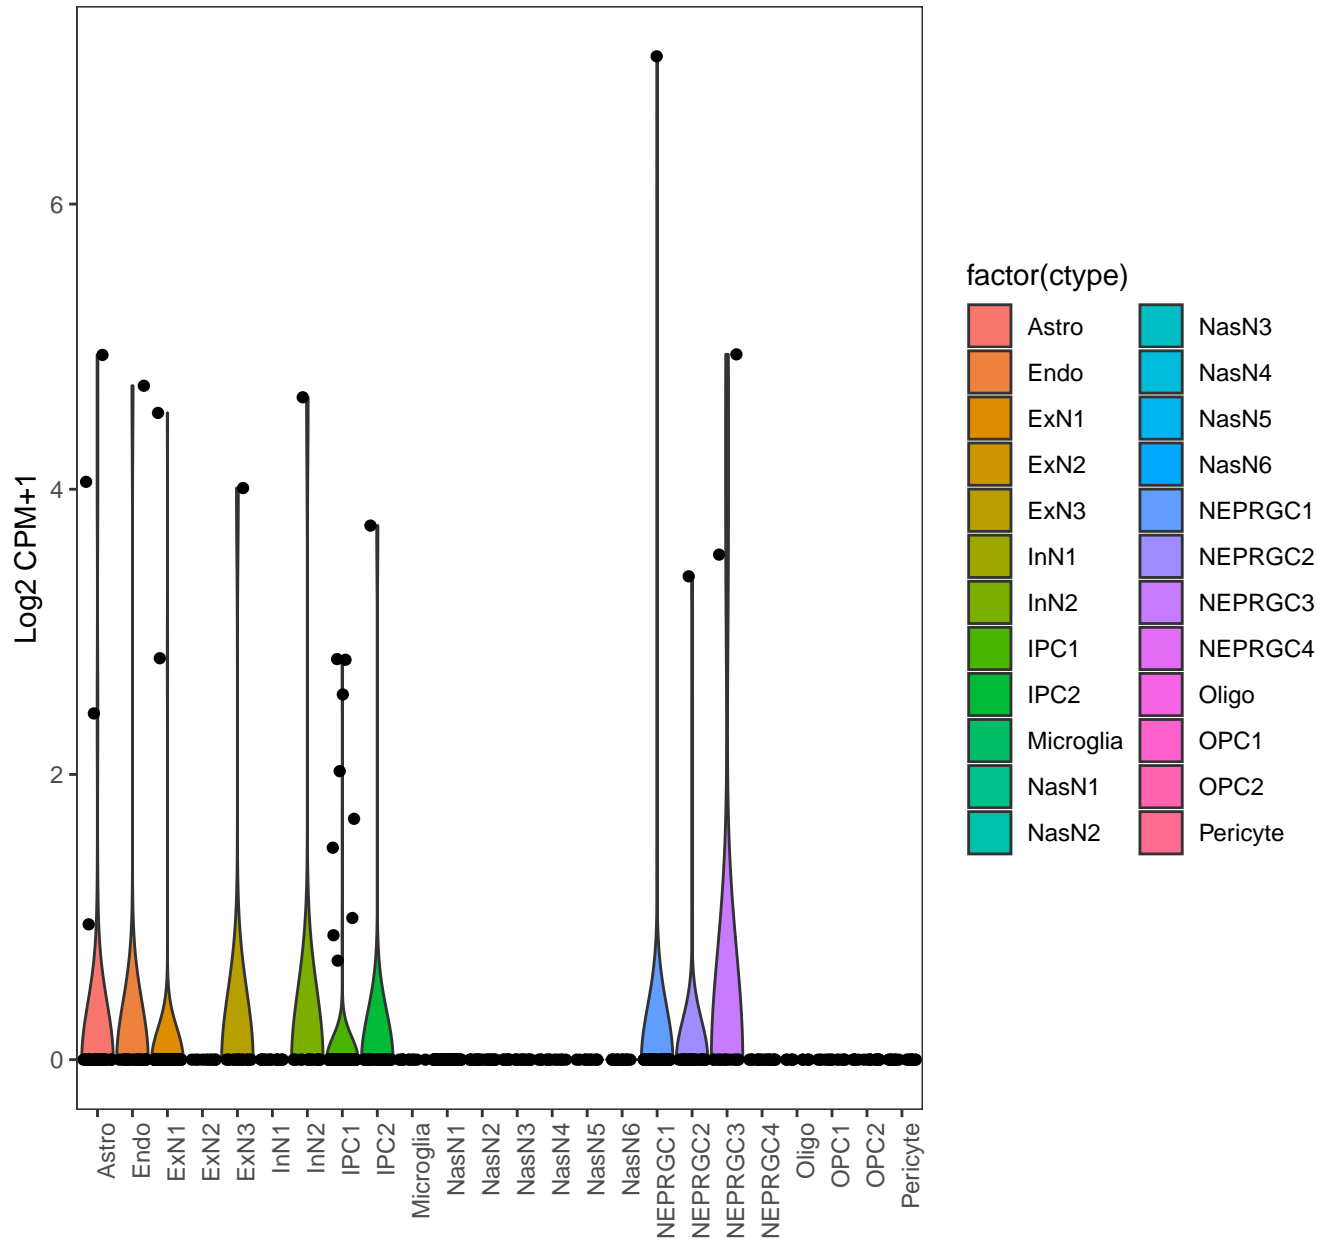 6
4
2
0
Log2 CPM+1
Astro
Endo
ExN1
ExN2
ExN3
InN1
InN2
IPC1
IPC2
Microglia
NasN1
NasN2
NasN3
NasN4
NasN5
NasN6
NEPRGC1
NEPRGC2
NEPRGC3
NEPRGC4
Oligo
OPC1
OPC2
Pericyte
factor(ctype)
Astro
Endo
ExN1
ExN2
ExN3
InN1
InN2
IPC1
IPC2
Microglia
NasN1
NasN2
NasN3
NasN4
NasN5
NasN6
NEPRGC1
NEPRGC2
NEPRGC3
NEPRGC4
Oligo
OPC1
OPC2
Pericyte